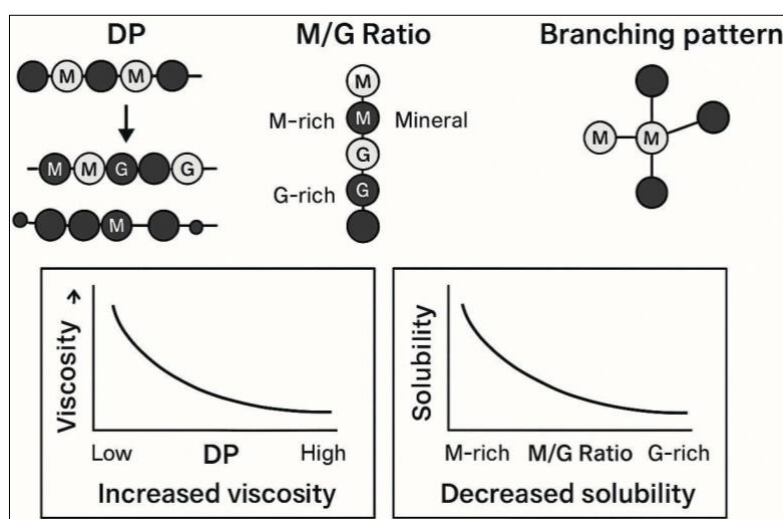 DP
M M
M M G G
M
M/G Ratio
M
M-rich M Mineral
G
G-rich G
Branching pattern
M M
Viscosity
Low DP High
Increased viscosity
Solubility
M-rich M/G Ratio G-rich
Decreased solubility